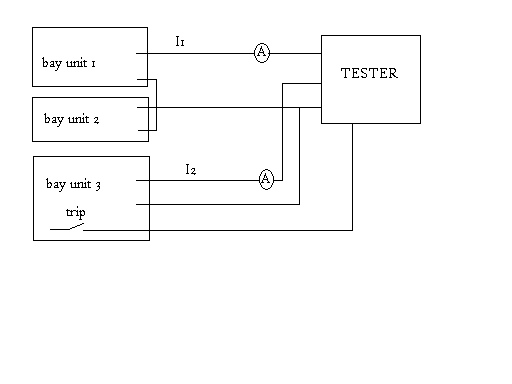 I1
A
TESTER
bay unit 1
bay unit 2
I2
A
bay unit 3
trip